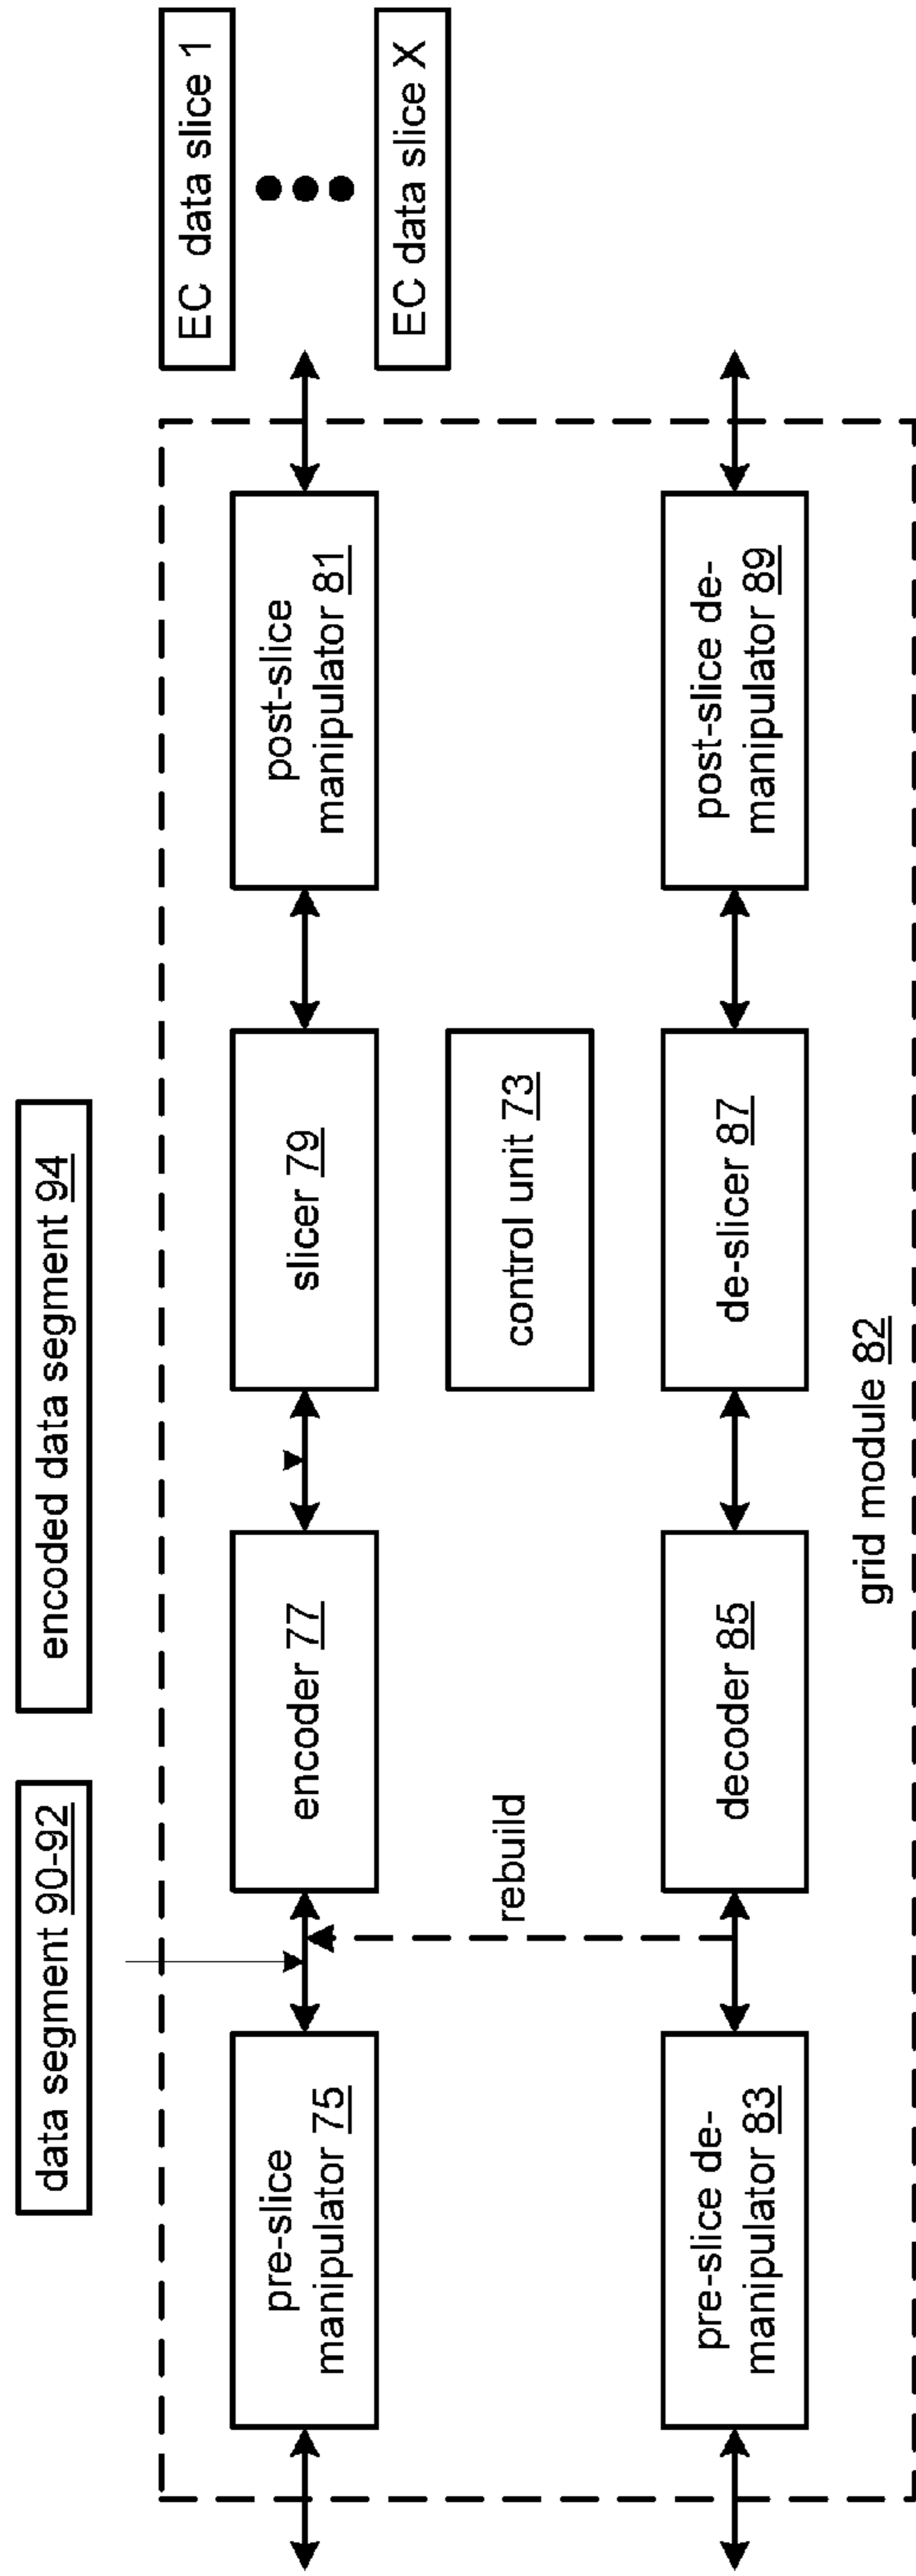 data segment 90-92
encoded data segment 94
EC data slice 1
EC data slice X
pre-slice
manipulator 75
encoder 77
slicer 79
post-slice
manipulator 81
rebuild
control unit 73
pre-slice de-
manipulator 83
decoder 85
de-slicer 87
post-slice de-
manipulator 89
grid module 82